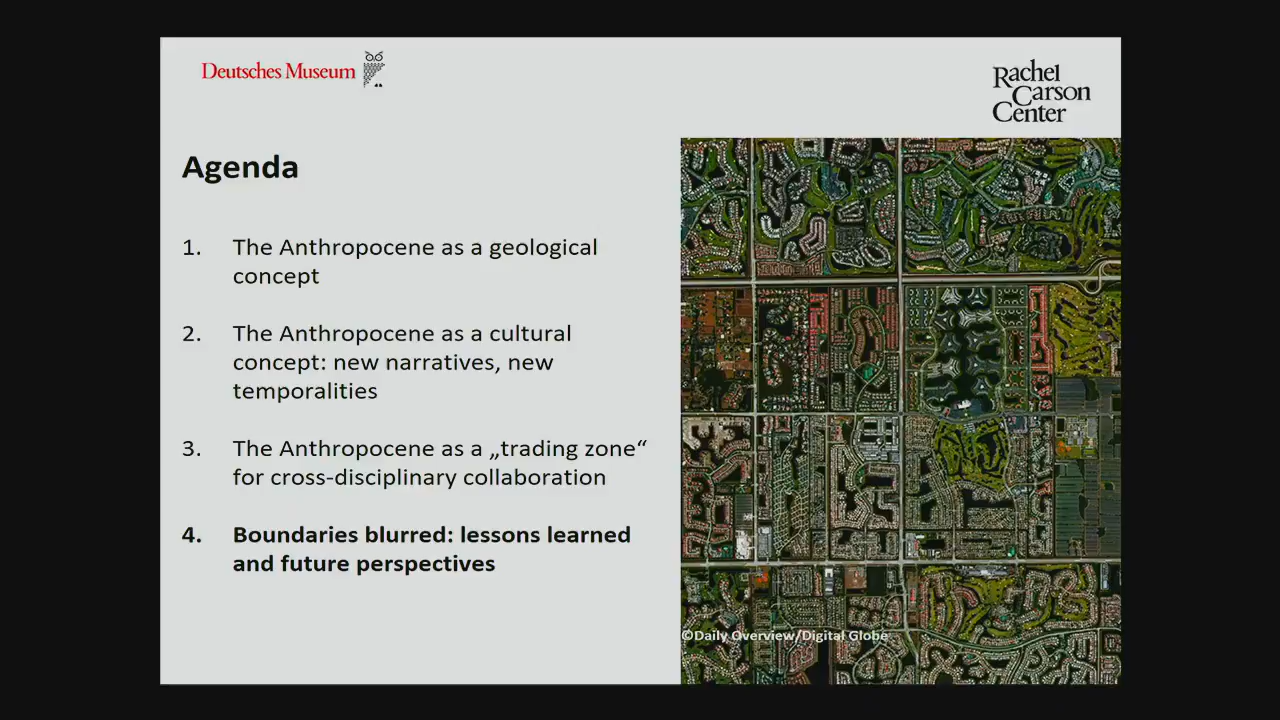 Deutsches Museum
Rachel
Carson
Center
Agenda
1. The Anthropocene as a geological
concept
2. The Anthropocene as a cultural
concept: new narratives, new
temporalities
3. The Anthropocene as a „trading zone“
for cross-disciplinary collaboration
4. Boundaries blurred: lessons learned
and future perspectives
©Daily Overview/Digital Globe